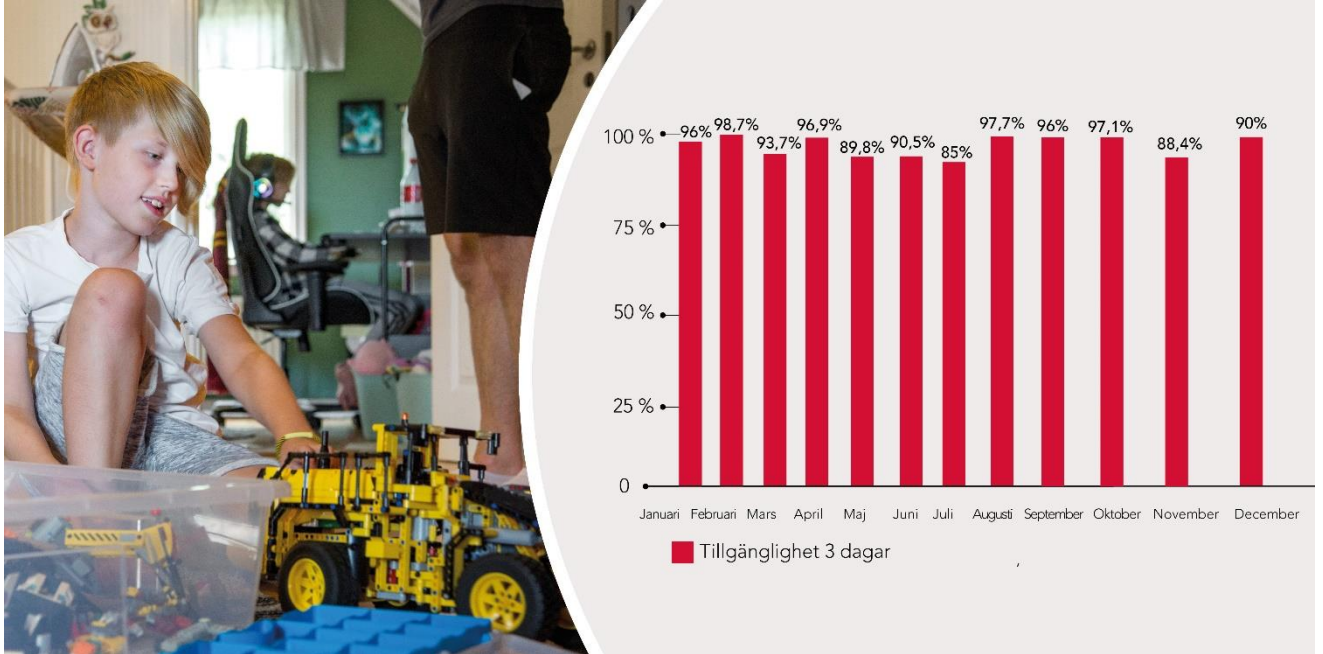 100 %
75 %
50 %
25 %
0
96% 98,7% 93,7% 96,9% 89,8% 90,5% 85% 97,7% 96% 97,1% 88,4% 90%
Januari Februari Mars April Maj Juni Juli Augusti September Oktober November December
Tillgänglighet 3 dagar